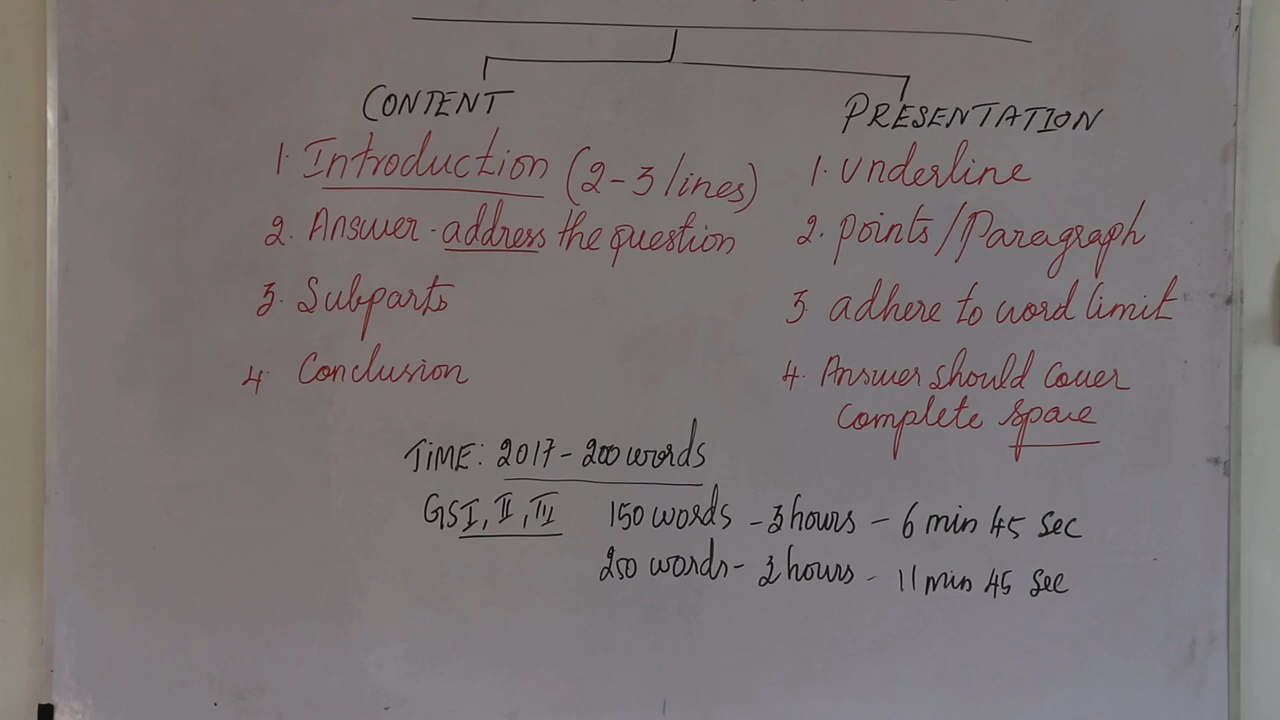 CONTENT
1. Introduction (2-3 lines)
2. Answer - address the question
3. Subparts
4. Conclusion
PRESENTATION
1. Underline
2. Points/Paragraph
3. adhere to word limit
4. Answer should cover
complete space
TIME: 2017 - 200 words
GS I, II, III 150 words - 3 hours - 6 min 45 sec
250 words - 3 hours - 11 min 45 sec